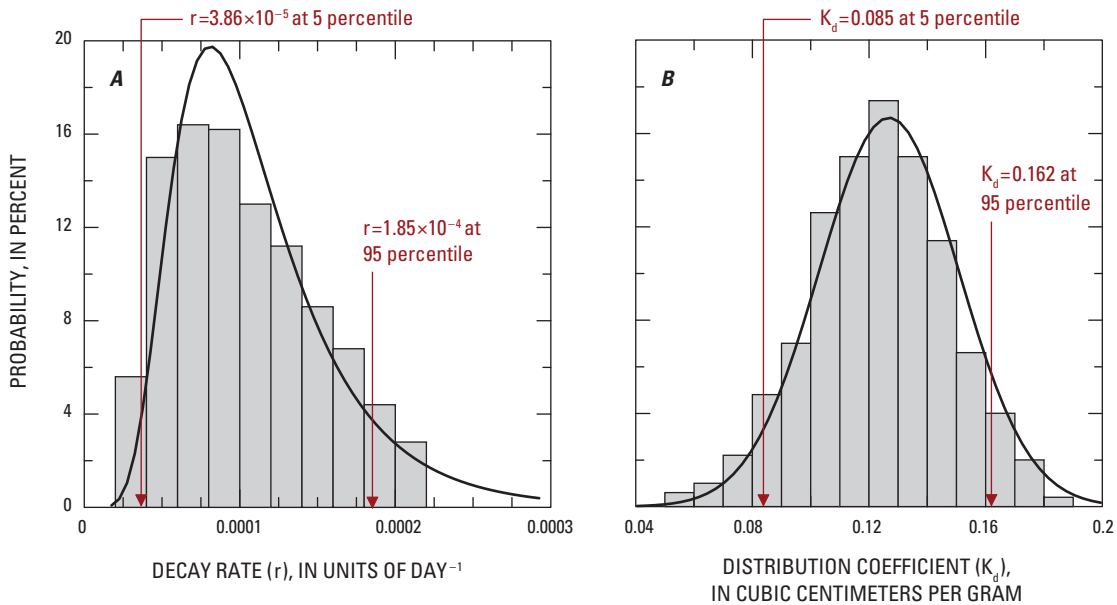 r=3.86×10⁻⁵ at 5 percentile
K_d=0.085 at 5 percentile
A
B
r=1.85×10⁻⁴ at
95 percentile
K_d=0.162 at
95 percentile
PROBABILITY, IN PERCENT
20
16
12
8
4
0
0 0.0001 0.0002 0.0003
0.04 0.08 0.12 0.16 0.2
DECAY RATE (r), IN UNITS OF DAY⁻¹
DISTRIBUTION COEFFICIENT (K_d),
IN CUBIC CENTIMETERS PER GRAM